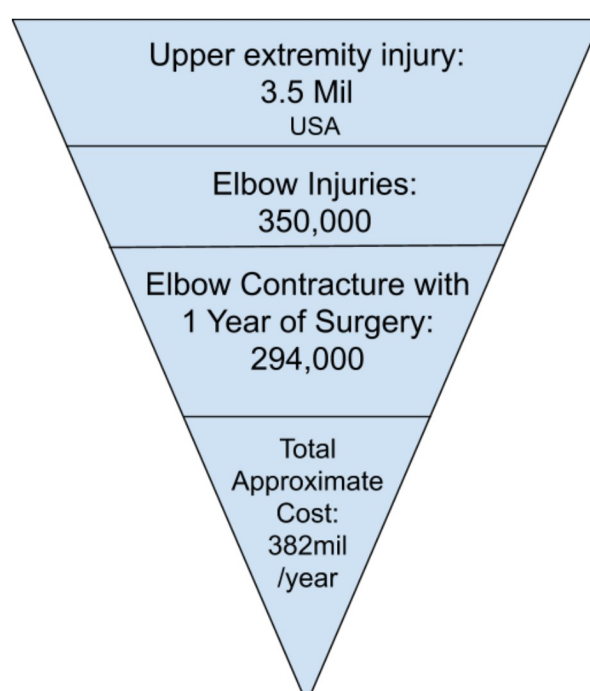 Upper extremity injury:
3.5 Mil
USA
Elbow Injuries:
350,000
Elbow Contracture with
1 Year of Surgery:
294,000
Total
Approximate
Cost:
382mil
/year